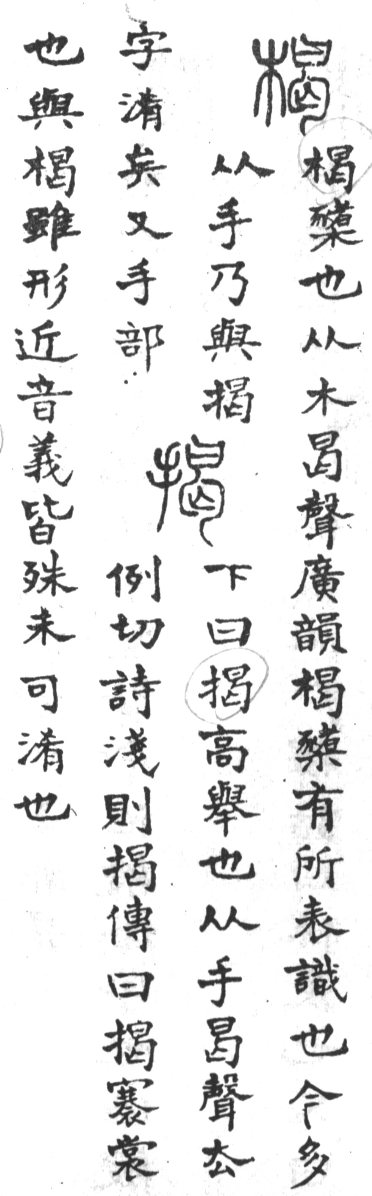 楬
楬櫫也从木曷聲廣韻楬櫫有所表識也今多
从手乃與揭
字淆矣又手部
揭
下曰揭高舉也从手曷聲去
例切詩淺則揭傳曰揭褰裳
也與楬雖形近音義皆殊未可淆也